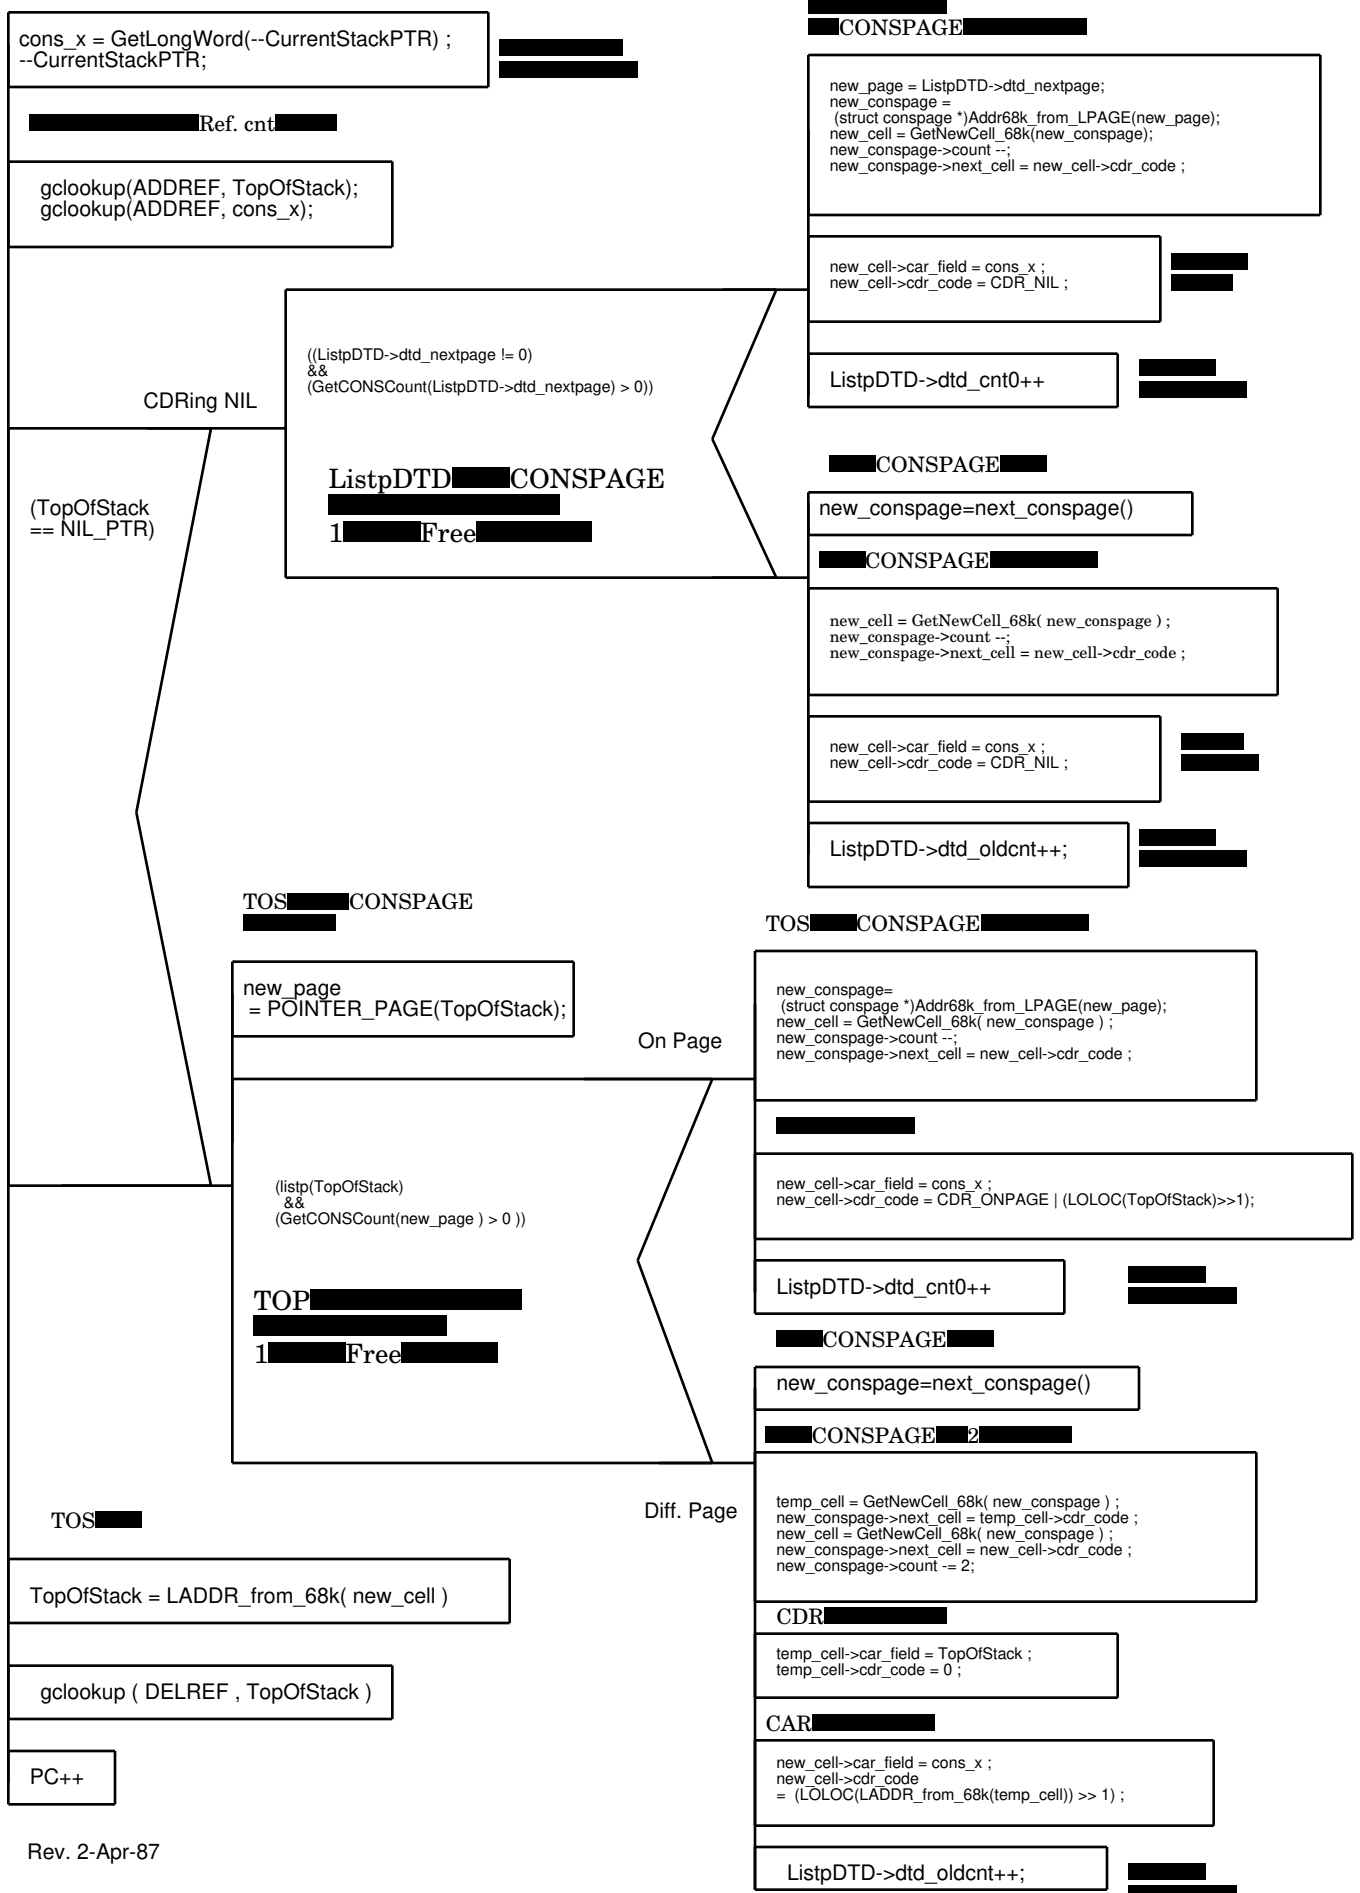 cons_x = GetLongWord(--CurrentStackPTR) ;
--CurrentStackPTR;
Ref. cnt
gclookup(ADDREF, TopOfStack);
gclookup(ADDREF, cons_x);
CDRing NIL
(TopOfStack
== NIL_PTR)
((ListpDTD->dtd_nextpage != 0)
&&
(GetCONSCount(ListpDTD->dtd_nextpage) > 0))
ListpDTD CONSPAGE
1 Free
CONSPAGE
new_page = ListpDTD->dtd_nextpage;
new_conspage =
(struct conspage *)Addr68k_from_LPAGE(new_page);
new_cell = GetNewCell_68k(new_conspage);
new_conspage->count --;
new_conspage->next_cell = new_cell->cdr_code ;
new_cell->car_field = cons_x ;
new_cell->cdr_code = CDR_NIL ;
ListpDTD->dtd_cnt0++
CONSPAGE
new_conspage=next_conspage()
CONSPAGE
new_cell = GetNewCell_68k( new_conspage ) ;
new_conspage->count --;
new_conspage->next_cell = new_cell->cdr_code ;
new_cell->car_field = cons_x ;
new_cell->cdr_code = CDR_NIL ;
ListpDTD->dtd_oldcnt++;
TOS CONSPAGE
new_page
= POINTER_PAGE(TopOfStack);
(listp(TopOfStack)
&&
(GetCONSCount(new_page ) > 0 ))
TOP
1 Free
On Page
TOS CONSPAGE
new_conspage=
(struct conspage *)Addr68k_from_LPAGE(new_page);
new_cell = GetNewCell_68k( new_conspage ) ;
new_conspage->count --;
new_conspage->next_cell = new_cell->cdr_code ;
new_cell->car_field = cons_x ;
new_cell->cdr_code = CDR_ONPAGE | (LOLOC(TopOfStack)>>1);
ListpDTD->dtd_cnt0++
CONSPAGE
new_conspage=next_conspage()
Diff. Page
CONSPAGE 2
temp_cell = GetNewCell_68k( new_conspage ) ;
new_conspage->next_cell = temp_cell->cdr_code ;
new_cell = GetNewCell_68k( new_conspage ) ;
new_conspage->next_cell = new_cell->cdr_code ;
new_conspage->count -= 2;
CDR
temp_cell->car_field = TopOfStack ;
temp_cell->cdr_code = 0 ;
CAR
new_cell->car_field = cons_x ;
new_cell->cdr_code
= (LOLOC(LADDR_from_68k(temp_cell)) >> 1) ;
ListpDTD->dtd_oldcnt++;
TOS
TopOfStack = LADDR_from_68k( new_cell )
gclookup ( DELREF , TopOfStack )
PC++
Rev. 2-Apr-87